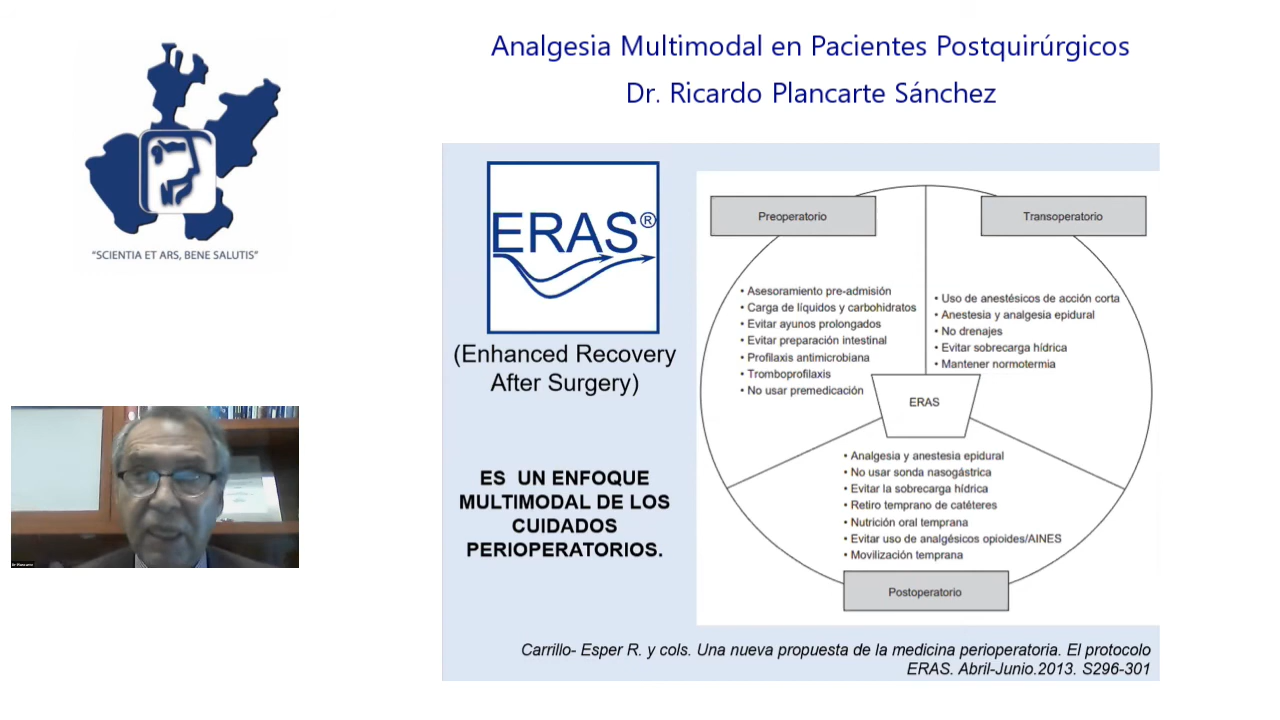 Analgesia Multimodal en Pacientes Postquirúrgicos
Dr. Ricardo Plancarte Sánchez
“SCIENTIA ET ARS, BENE SALUTIS”
ERAS®
(Enhanced Recovery
After Surgery)
ES UN ENFOQUE
MULTIMODAL DE LOS
CUIDADOS
PERIOPERATORIOS.
Preoperatorio
• Asesoramiento pre-admisión
• Carga de líquidos y carbohidratos
• Evitar ayunos prolongados
• Evitar preparación intestinal
• Profilaxis antimicrobiana
• Tromboprofilaxis
• No usar premedicación
Transoperatorio
• Uso de anestésicos de acción corta
• Anestesia y analgesia epidural
• No drenajes
• Evitar sobrecarga hídrica
• Mantener normotermia
ERAS
• Analgesia y anestesia epidural
• No usar sonda nasogástrica
• Evitar la sobrecarga hídrica
• Retiro temprano de catéteres
• Nutrición oral temprana
• Evitar uso de analgésicos opioides/AINES
• Movilización temprana
Postoperatorio
Carrillo- Esper R. y cols. Una nueva propuesta de la medicina perioperatoria. El protocolo
ERAS. Abril-Junio.2013. S296-301